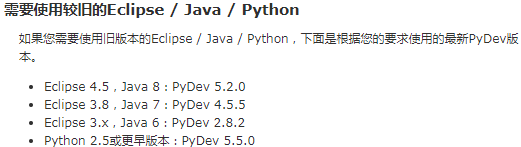 需要使用较旧的Eclipse / Java / Python
如果您需要使用旧版本的Eclipse / Java / Python，下面是根据您的要求使用的最新PyDev版
本。
Eclipse 4.5，Java 8：PyDev 5.2.0
Eclipse 3.8，Java 7：PyDev 4.5.5
Eclipse 3.x，Java 6：PyDev 2.8.2
Python 2.5或更早版本：PyDev 5.5.0